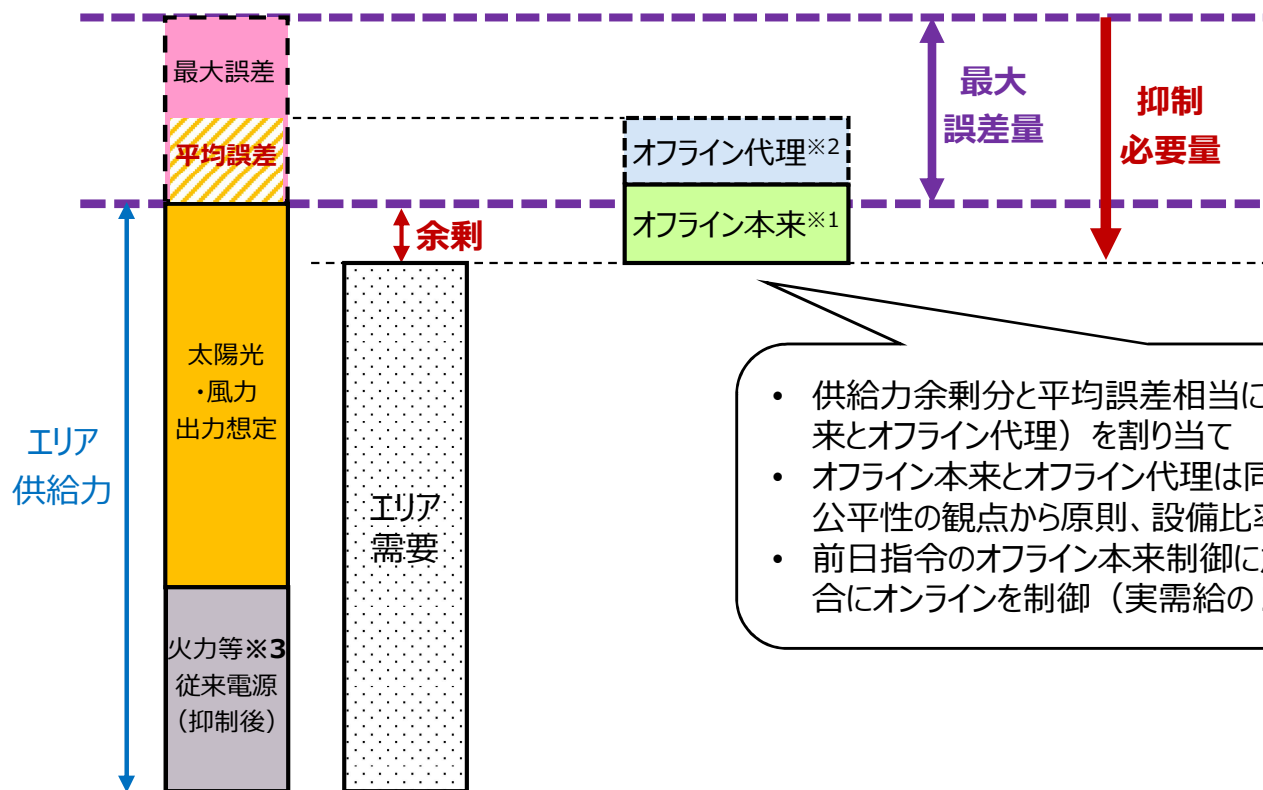 最大誤差
平均誤差
太陽光
・風力
出力想定
火力等※3
従来電源
（抑制後）
エリア
供給力
余剰
エリア
需要
オフライン代理※2
オフライン本来※1
最大
誤差量
抑制
必要量
• 供給力余剰分と平均誤差相当に
来とオフライン代理）を割り当て
• オフライン本来とオフライン代理は同
公平性の観点から原則、設備比
• 前日指令のオフライン本来制御に
合にオンラインを制御（実需給の